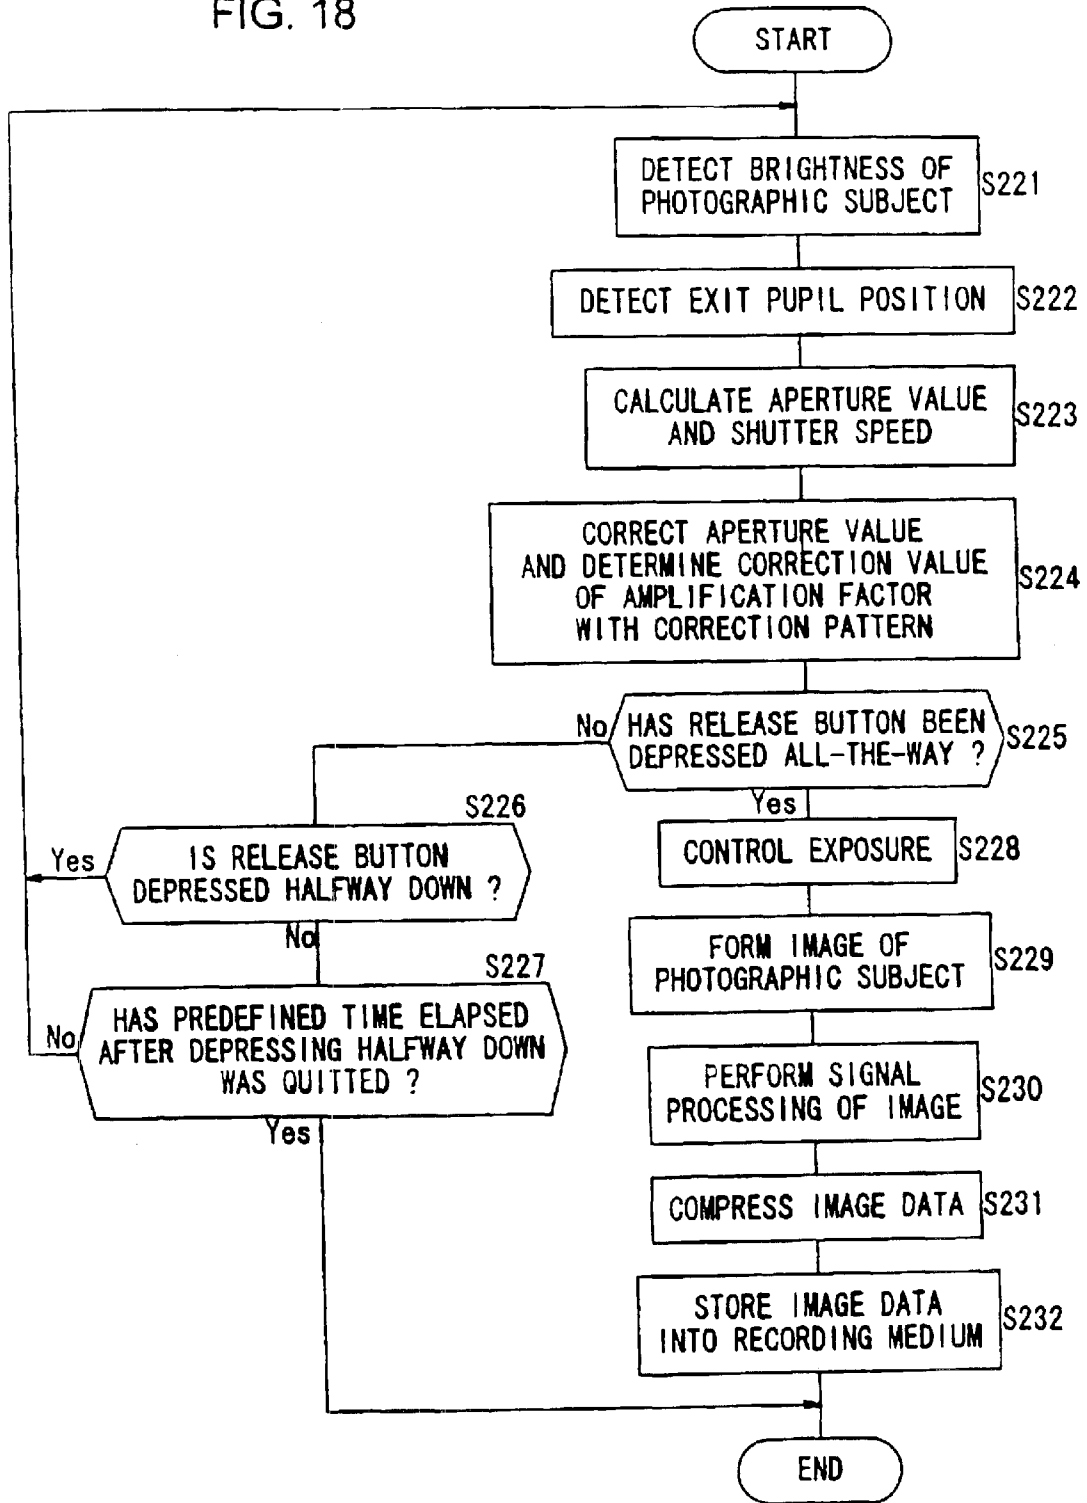 FIG. 18
START
DETECT BRIGHTNESS OF
PHOTOGRAPHIC SUBJECT
S221
DETECT EXIT PUPIL POSITION
S222
CALCULATE APERTURE VALUE
AND SHUTTER SPEED
S223
CORRECT APERTURE VALUE
AND DETERMINE CORRECTION VALUE
OF AMPLIFICATION FACTOR
WITH CORRECTION PATTERN
S224
HAS RELEASE BUTTON BEEN
DEPRESSED ALL-THE-WAY ?
S225
No
Yes
S226
IS RELEASE BUTTON
DEPRESSED HALFWAY DOWN ?
Yes
No
S227
HAS PREDEFINED TIME ELAPSED
AFTER DEPRESSING HALFWAY DOWN
WAS QUITTED ?
No
Yes
CONTROL EXPOSURE
S228
FORM IMAGE OF
PHOTOGRAPHIC SUBJECT
S229
PERFORM SIGNAL
PROCESSING OF IMAGE
S230
COMPRESS IMAGE DATA
S231
STORE IMAGE DATA
INTO RECORDING MEDIUM
S232
END